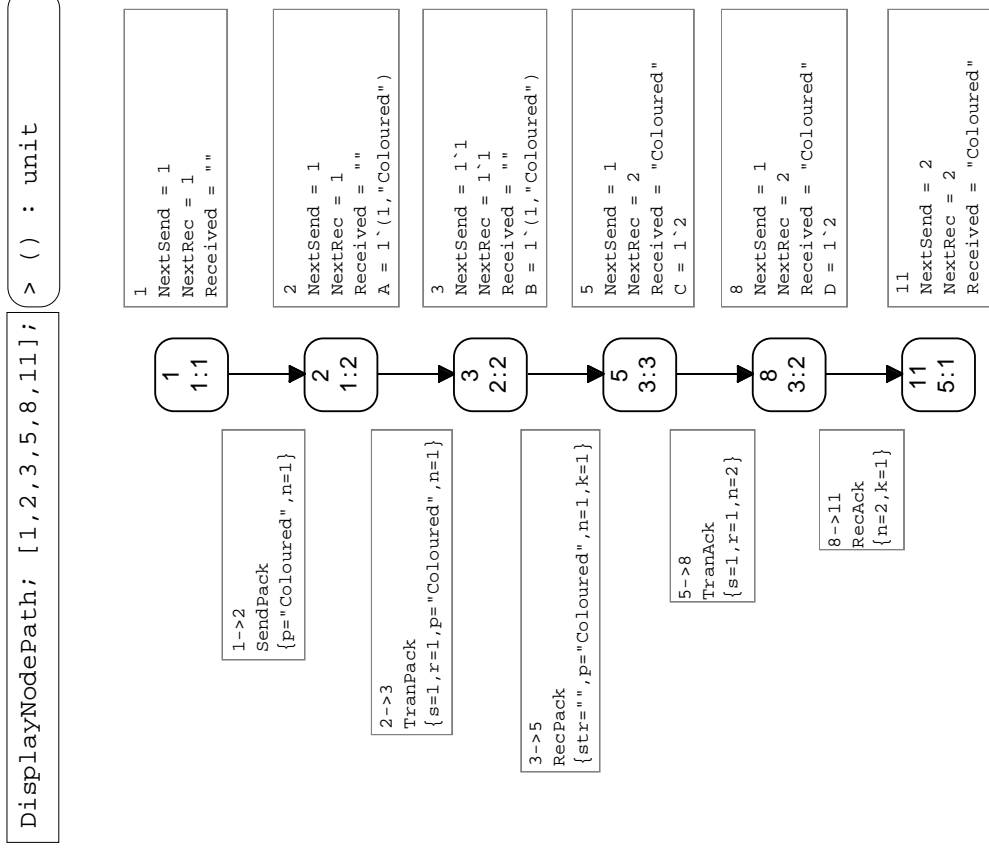 DisplayNodePath; [1,2,3,5,8,11];
> () : unit
1
1:1
1
NextSend = 1
NextRec = 1
Received = ""
1->2
SendPack
{p="Coloured",n=1}
2
1:2
2
NextSend = 1
NextRec = 1
Received = ""
A = 1`(1,"Coloured")
2->3
TranPack
{s=1,r=1,p="Coloured",n=1}
3
2:2
3
NextSend = 1`1
NextRec = 1`1
Received = ""
B = 1`(1,"Coloured")
3->5
RecPack
{str="",p="Coloured",n=1,k=1}
5
3:3
5
NextSend = 1
NextRec = 2
Received = "Coloured"
C = 1`2
5->8
TranAck
{s=1,r=1,n=2}
8
3:2
8
NextSend = 1
NextRec = 2
Received = "Coloured"
D = 1`2
8->11
RecAck
{n=2,k=1}
11
5:1
11
NextSend = 2
NextRec = 2
Received = "Coloured"